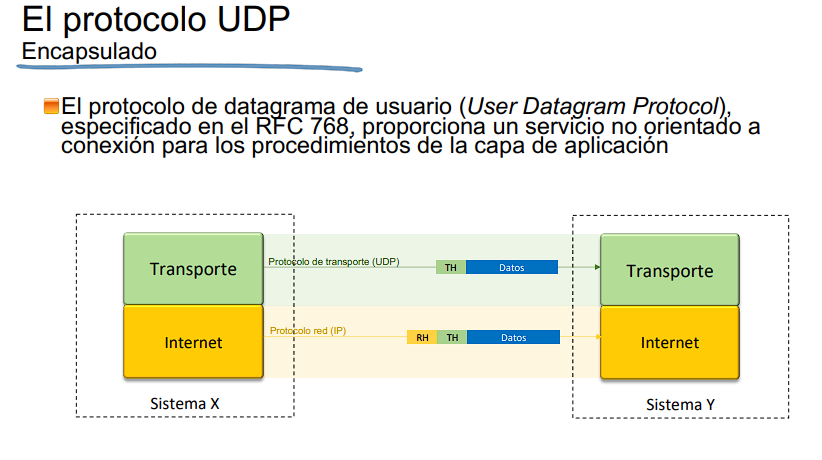 El protocolo UDP
Encapsulado
El protocolo de datagrama de usuario (User Datagram Protocol),
especificado en el RFC 768, proporciona un servicio no orientado a
conexión para los procedimientos de la capa de aplicación
Transporte
Protocolo de transporte (UDP)
TH
Datos
Transporte
Internet
Protocolo red (IP)
RH
TH
Datos
Internet
Sistema X
Sistema Y